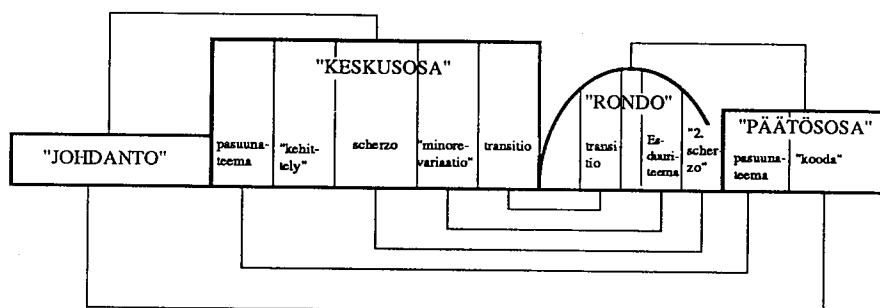 "KESKUSOSA"
"RONDO"
"PÄÄTÖSOSA"
"JOHDANTO"
pasuuna-
teema
"kehit-
tely"
scherzo
"minore-
variaatio"
transitio
transi
tio
Es-
duuri-
teema
"2.
scher-
zo"
pasuuna-
teema
"kooda"